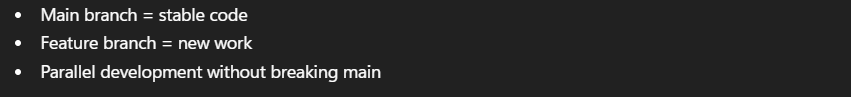 • Main branch = stable code
• Feature branch = new work
• Parallel development without breaking main